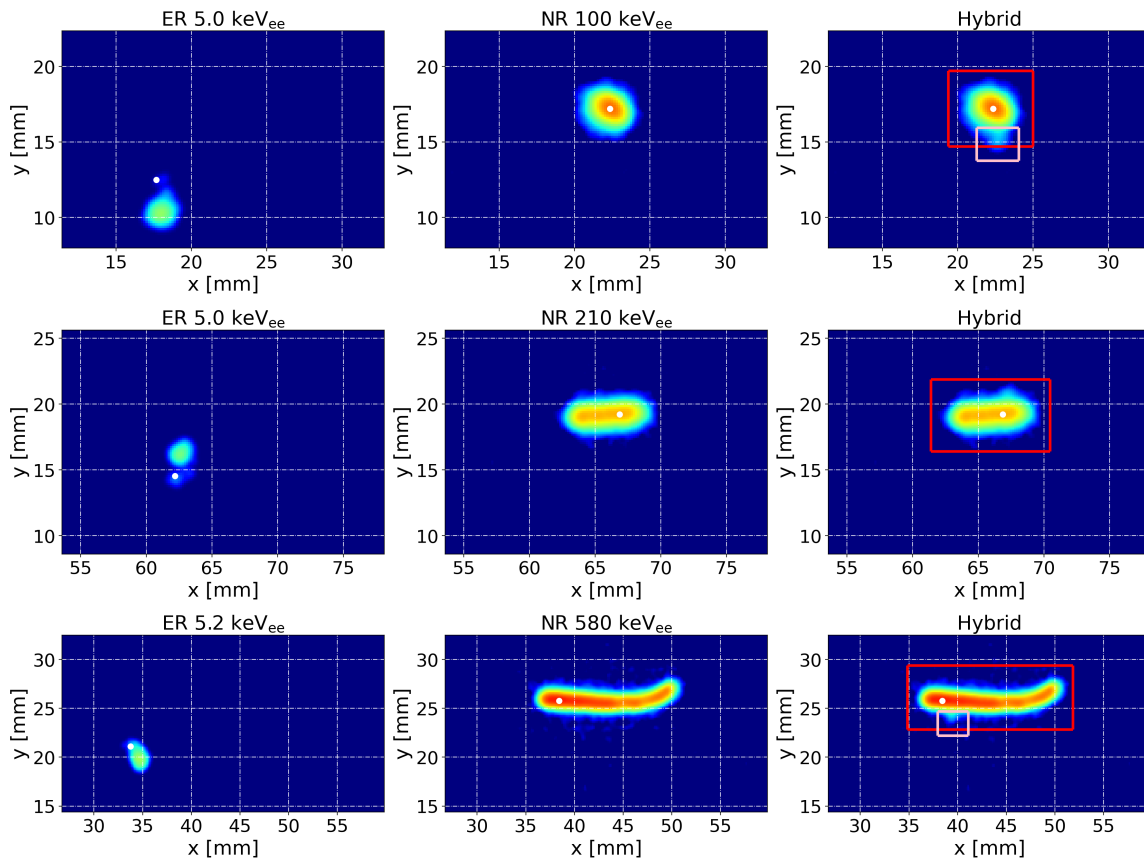 ER 5.0 keVee NR 100 keVee Hybrid
y [mm] 20 15 10 y [mm] 20 15 10 y [mm] 20 15 10
15 20 25 30 15 20 25 30 15 20 25 30
x [mm] x [mm] x [mm]
ER 5.0 keVee NR 210 keVee Hybrid
y [mm] 25 20 15 10 y [mm] 25 20 15 10 y [mm] 25 20 15 10
55 60 65 70 75 55 60 65 70 75 55 60 65 70 75
x [mm] x [mm] x [mm]
ER 5.2 keVee NR 580 keVee Hybrid
y [mm] 30 25 20 15 y [mm] 30 25 20 15 y [mm] 30 25 20 15
30 35 40 45 50 55 30 35 40 45 50 55 30 35 40 45 50 55
x [mm] x [mm] x [mm]